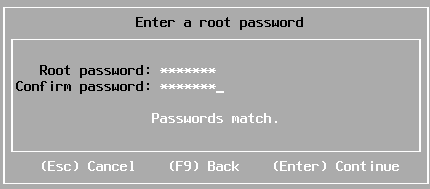 Enter a root password
Root password: *******
Confirm password: *******_
Passwords match.
(Esc) Cancel (F9) Back (Enter) Continue